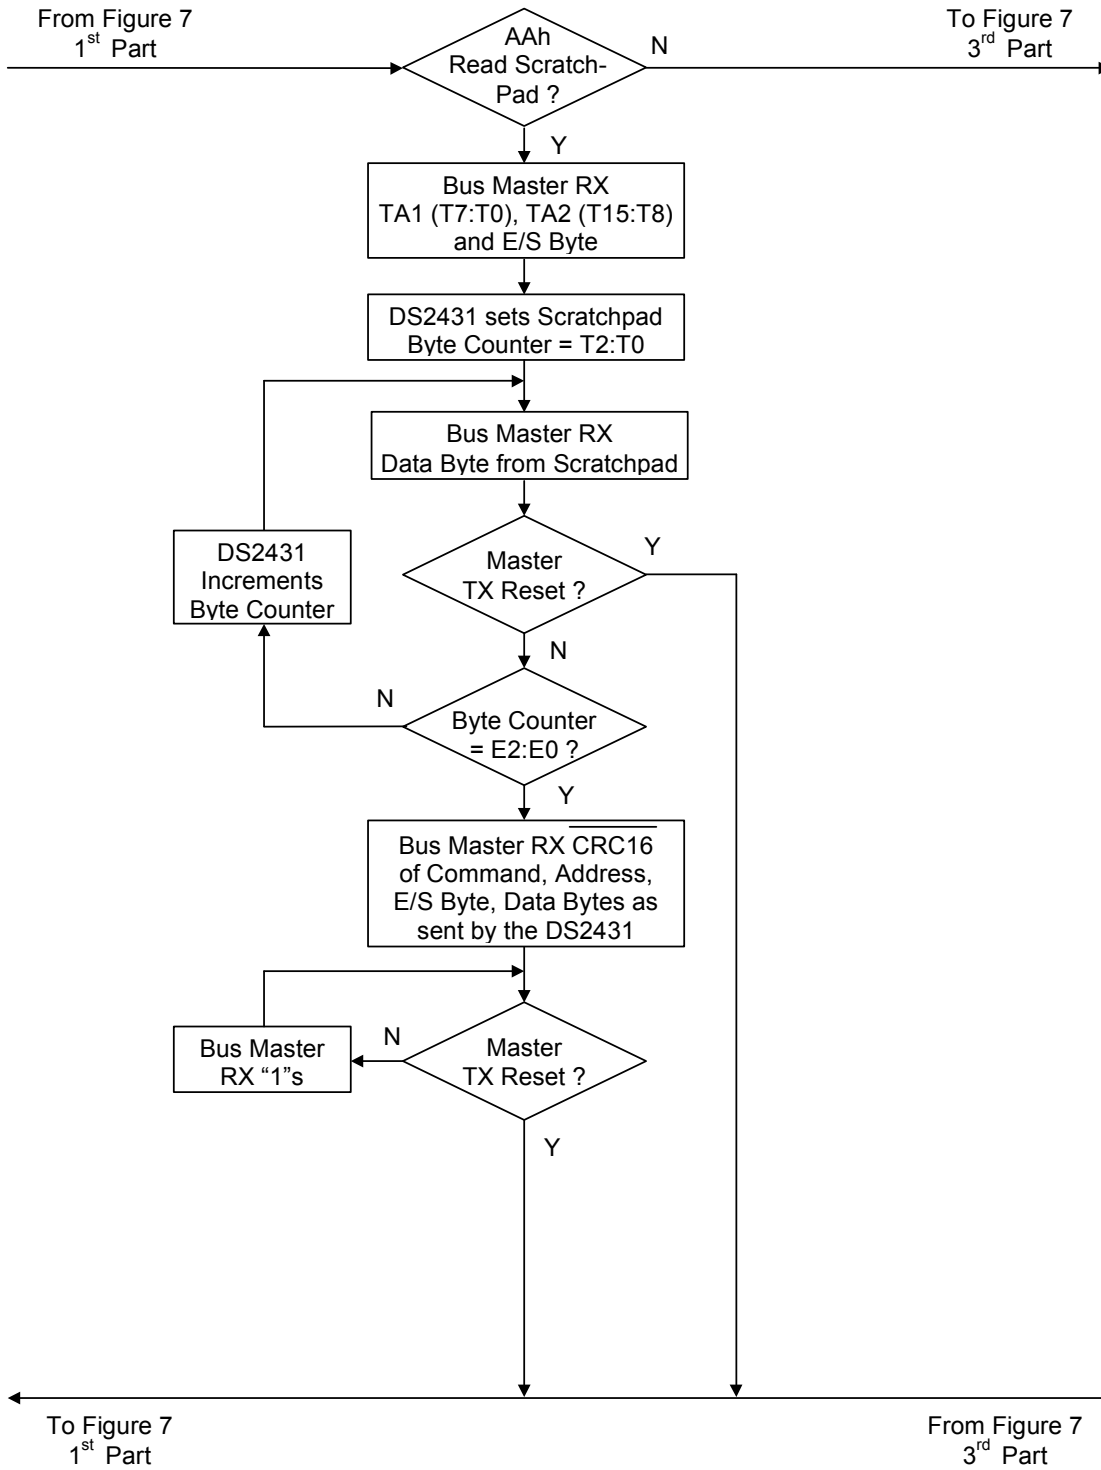 From Figure 7
1st Part
To Figure 7
3rd Part
AAh
Read Scratch-
Pad ?
N
Y
Bus Master RX
TA1 (T7:T0), TA2 (T15:T8)
and E/S Byte
DS2431 sets Scratchpad
Byte Counter = T2:T0
Bus Master RX
Data Byte from Scratchpad
DS2431
Increments
Byte Counter
Master
TX Reset ?
Y
N
N
Byte Counter
= E2:E0 ?
Y
Bus Master RX CRC16
of Command, Address,
E/S Byte, Data Bytes as
sent by the DS2431
Bus Master
RX “1”s
N
Master
TX Reset ?
Y
To Figure 7
1st Part
From Figure 7
3rd Part